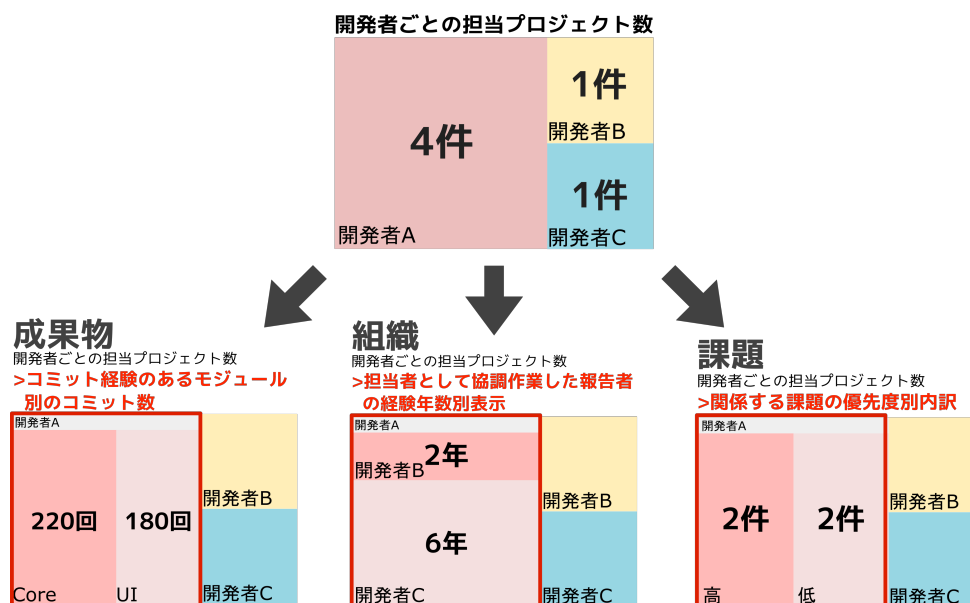 開発者ごとの担当プロジェクト数
4件
開発者A
1件
開発者B
1件
開発者C
成果物
開発者ごとの担当プロジェクト数
>コミット経験のあるモジュール
別のコミット数
開発者A
220回
Core
180回
UI
開発者B
開発者C
組織
開発者ごとの担当プロジェクト数
>担当者として協調作業した報告者
の経験年数別表示
開発者A
2年
開発者B
6年
開発者C
開発者B
開発者C
課題
開発者ごとの担当プロジェクト数
>関係する課題の優先度別内訳
開発者A
2件
高
2件
低
開発者B
開発者C